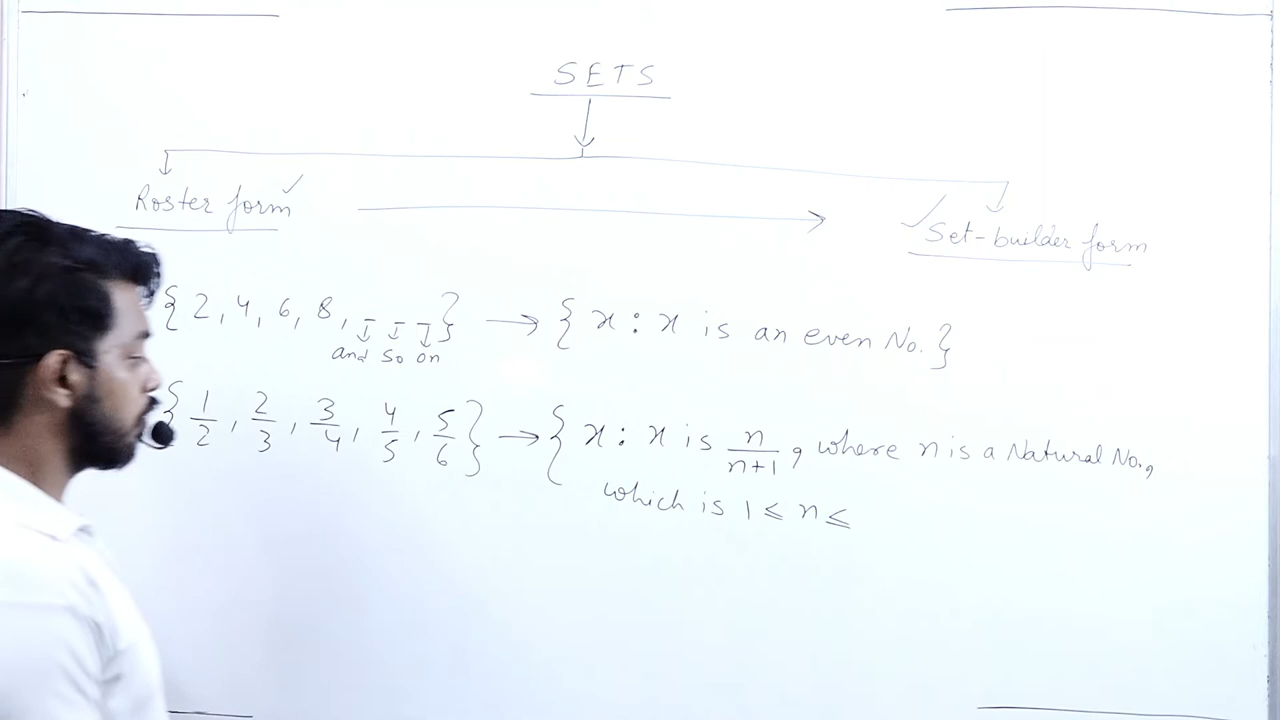 SETS
Roster form ✓
✓ Set-builder form
{2, 4, 6, 8, _ _ _} → {x : x is an even No.}
and so on
{1/2, 2/3, 3/4, 4/5, 5/6} → {x : x is n/n+1, where n is a Natural No.,
which is 1 ≤ n ≤